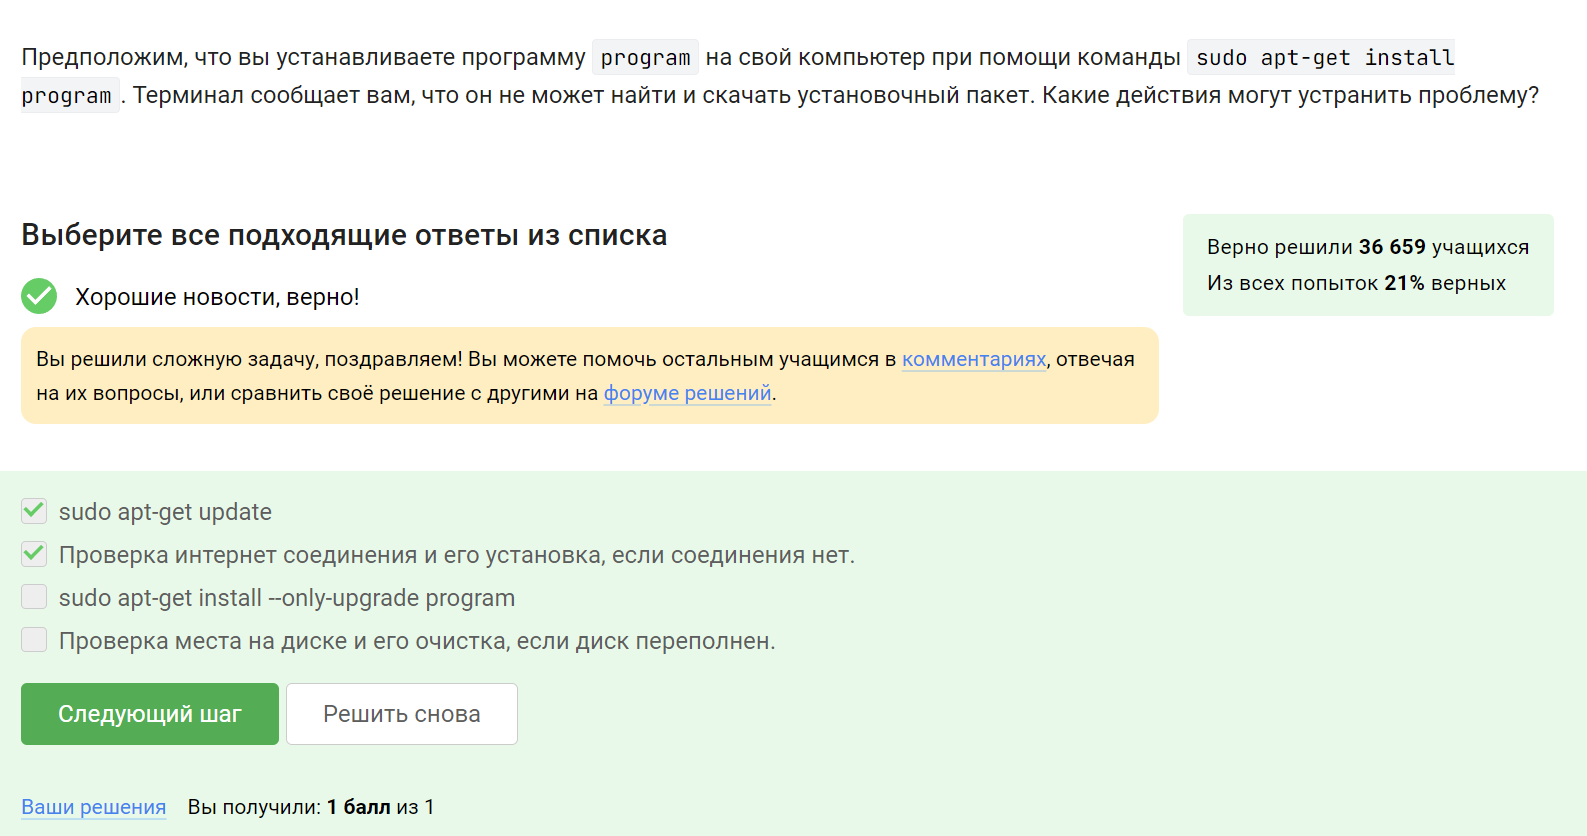 Предположим, что вы устанавливаете программу program на свой компьютер при помощи команды sudo apt-get install
program. Терминал сообщает вам, что он не может найти и скачать установочный пакет. Какие действия могут устранить проблему?
Выберите все подходящие ответы из списка
Верно решили 36 659 учащихся
Из всех попыток 21% верных
Хорошие новости, верно!
Вы решили сложную задачу, поздравляем! Вы можете помочь остальным учащимся в комментариях, отвечая
на их вопросы, или сравнить своё решение с другими на форуме решений.
sudo apt-get update
Проверка интернет соединения и его установка, если соединения нет.
sudo apt-get install --only-upgrade program
Проверка места на диске и его очистка, если диск переполнен.
Следующий шаг
Решить снова
Ваши решения Вы получили: 1 балл из 1